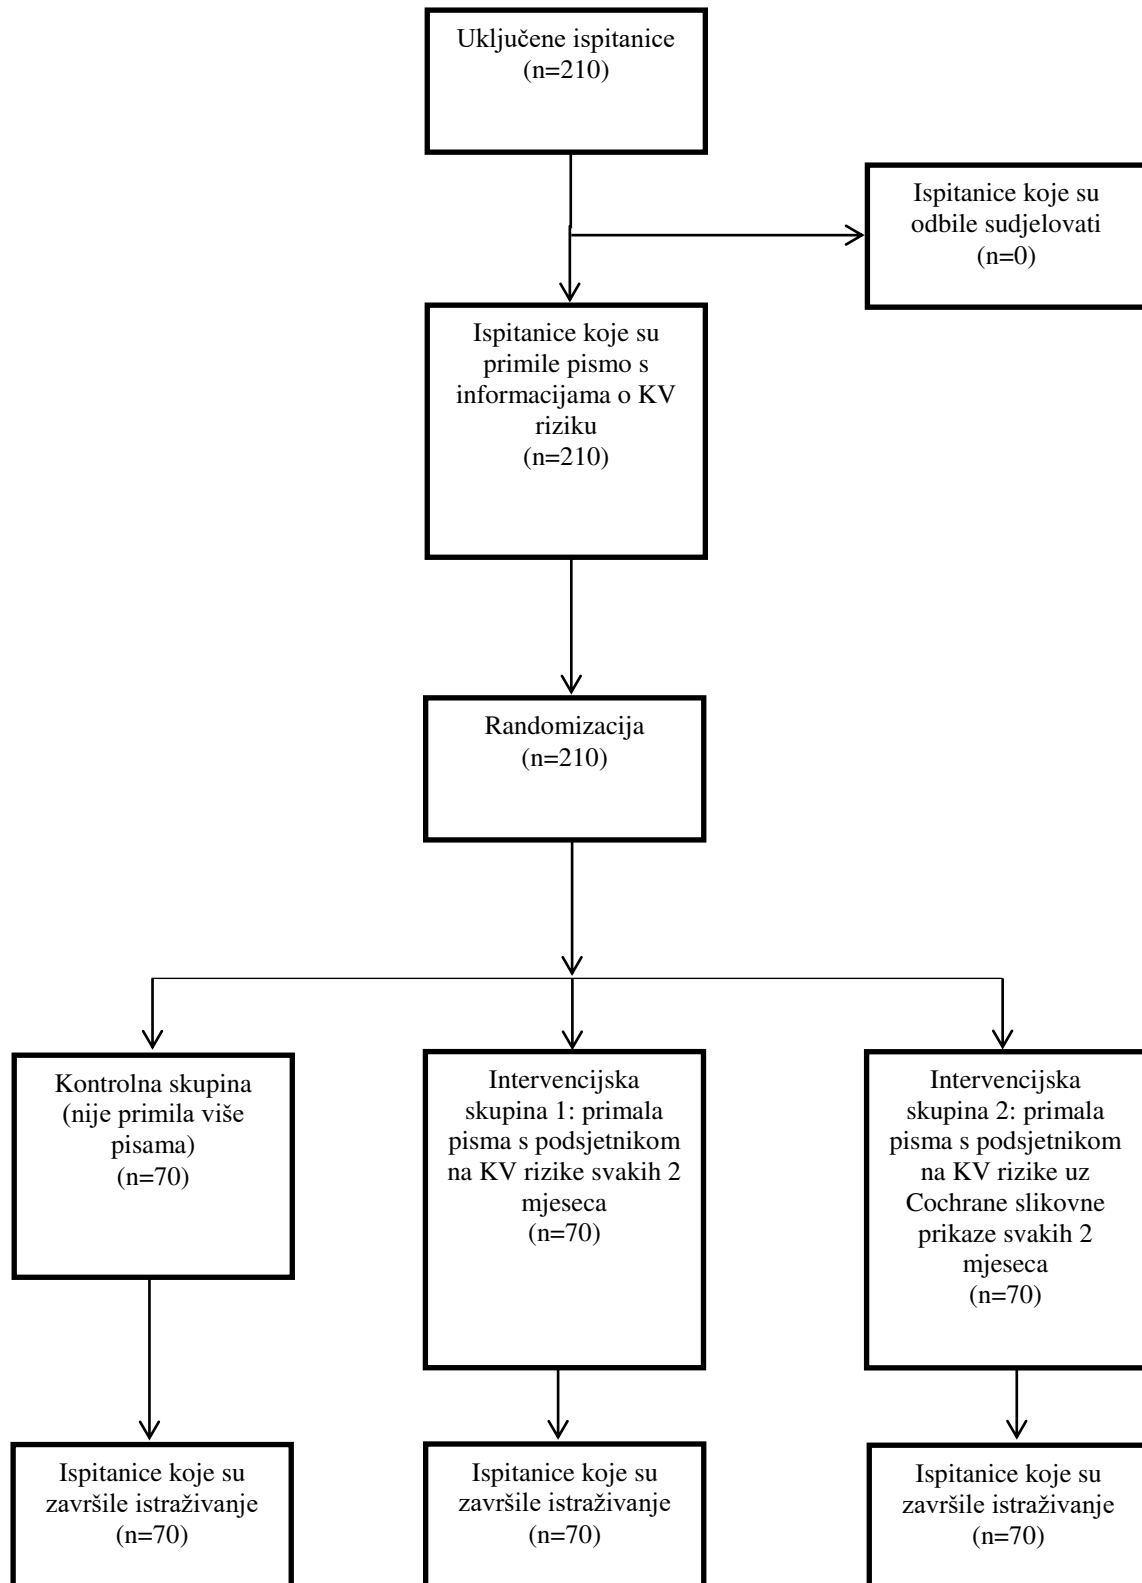 Uključene ispitanice
(n=210)
Ispitanice koje su
odbile sudjelovati
(n=0)
Ispitanice koje su
primile pismo s
informacijama o KV
riziku
(n=210)
Randomizacija
(n=210)
Kontrolna skupina
(nije primila više
pisama)
(n=70)
Intervencijska
skupina 1: primala
pisma s podsjetnikom
na KV rizike svakih 2
mjeseca
(n=70)
Intervencijska
skupina 2: primala
pisma s podsjetnikom
na KV rizike uz
Cochrane slikovne
prikaze svakih 2
mjeseca
(n=70)
Ispitanice koje su
završile istraživanje
(n=70)
Ispitanice koje su
završile istraživanje
(n=70)
Ispitanice koje su
završile istraživanje
(n=70)